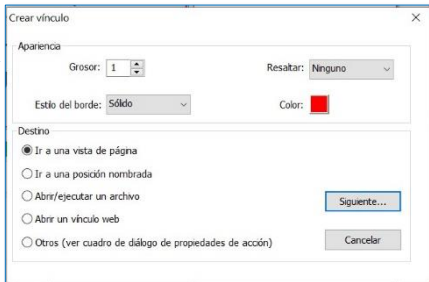 Crear vínculo
Apariencia
Grosor: 1 Resaltar: Ninguno
Estilo del borde: Sólido Color:
Destino
Ir a una vista de página
Ir a una posición nombrada
Abrir/ejecutar un archivo
Siguiente...
Abrir un vínculo web
Otros (ver cuadro de diálogo de propiedades de acción) Cancelar